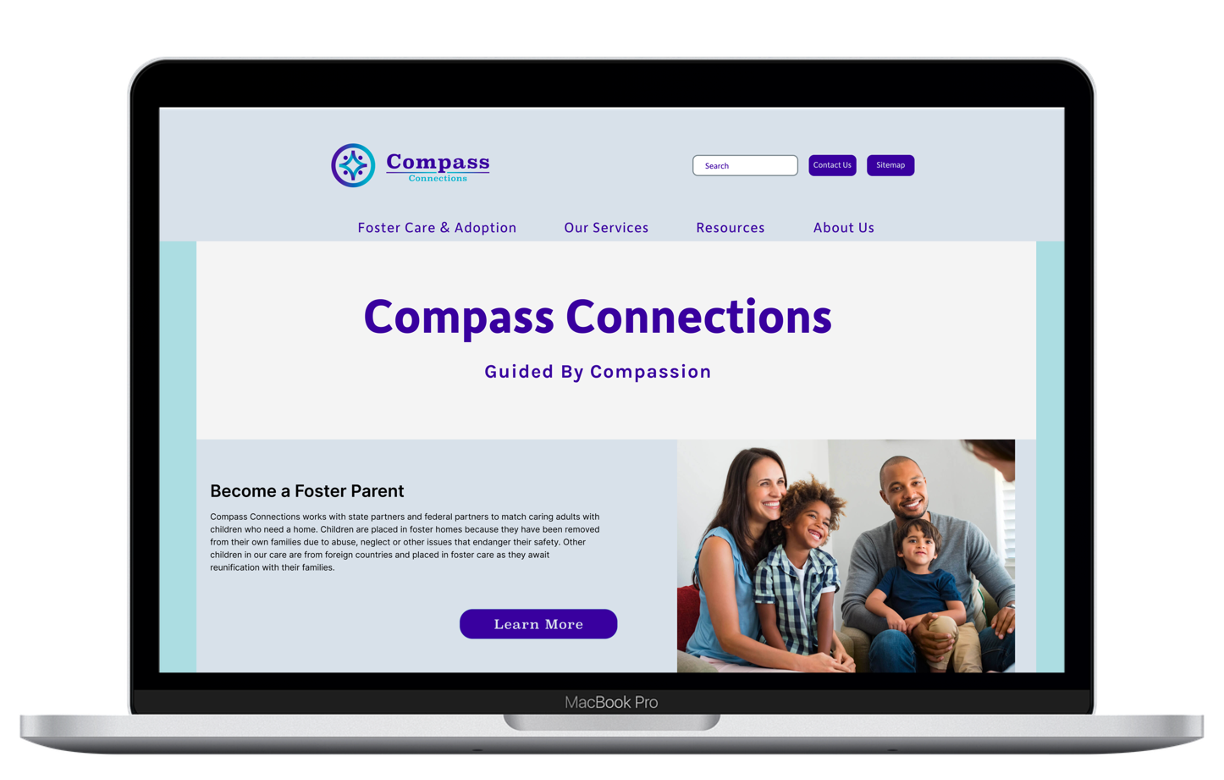 Compass
Connections
Search
Contact Us
Sitemap
Foster Care & Adoption
Our Services
Resources
About Us
Compass Connections
Guided By Compassion
Become a Foster Parent
Compass Connections works with state partners and federal partners to match caring adults with
children who need a home. Children are placed in foster homes because they have been removed
from their own families due to abuse, neglect or other issues that endanger their safety. Other
children in our care are from foreign countries and placed in foster care as they await
reunification with their families.
Learn More
MacBook Pro